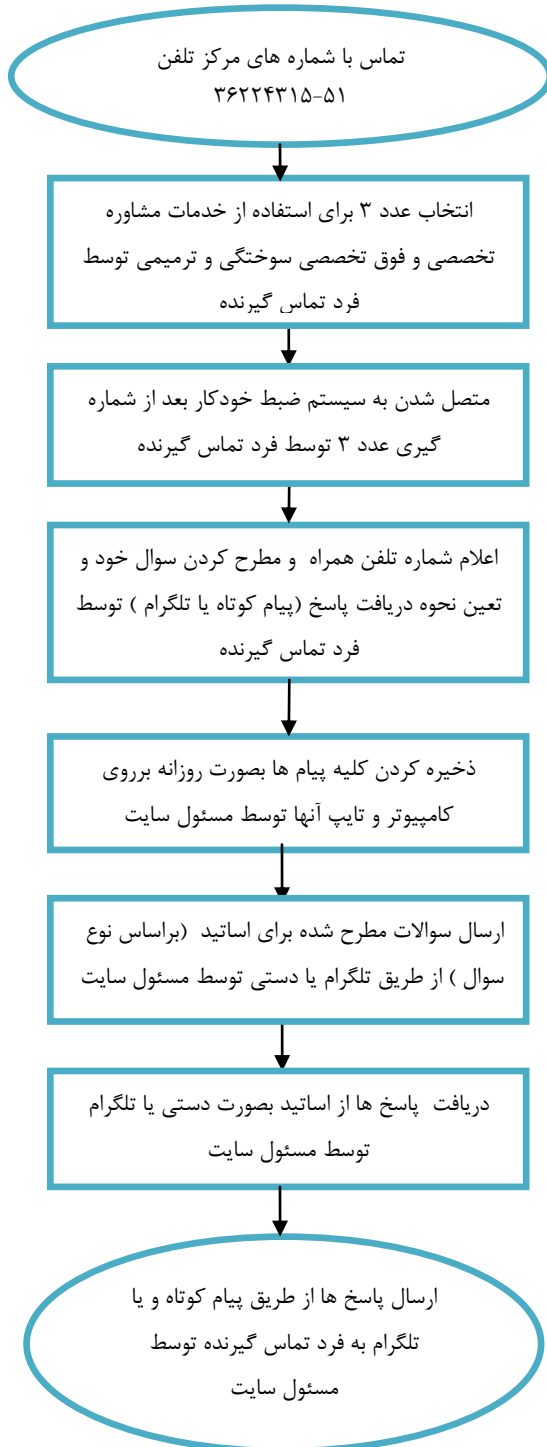 تماس با شماره های مرکز تلفن
۳۶۲۲۴۳۱۵-۵۱
انتخاب عدد ۳ برای استفاده از خدمات مشاوره
تخصصی و فوق تخصصی سوختگی و ترمیمی توسط
فرد تماس گیرنده
متصل شدن به سیستم ضبط خودکار بعد از شماره
گیری عدد ۳ توسط فرد تماس گیرنده
اعلام شماره تلفن همراه و مطرح کردن سوال خود و
تعین نحوه دریافت پاسخ (پیام کوتاه یا تلگرام ) توسط
فرد تماس گیرنده
ذخیره کردن کلیه پیام ها بصورت روزانه برروی
کامپیوتر و تایپ آنها توسط مسئول سایت
ارسال سوالات مطرح شده برای اساتید (براساس نوع
سوال ) از طریق تلگرام یا دستی توسط مسئول سایت
دریافت پاسخ ها از اساتید بصورت دستی یا تلگرام
توسط مسئول سایت
ارسال پاسخ ها از طریق پیام کوتاه و یا
تلگرام به فرد تماس گیرنده توسط
مسئول سایت